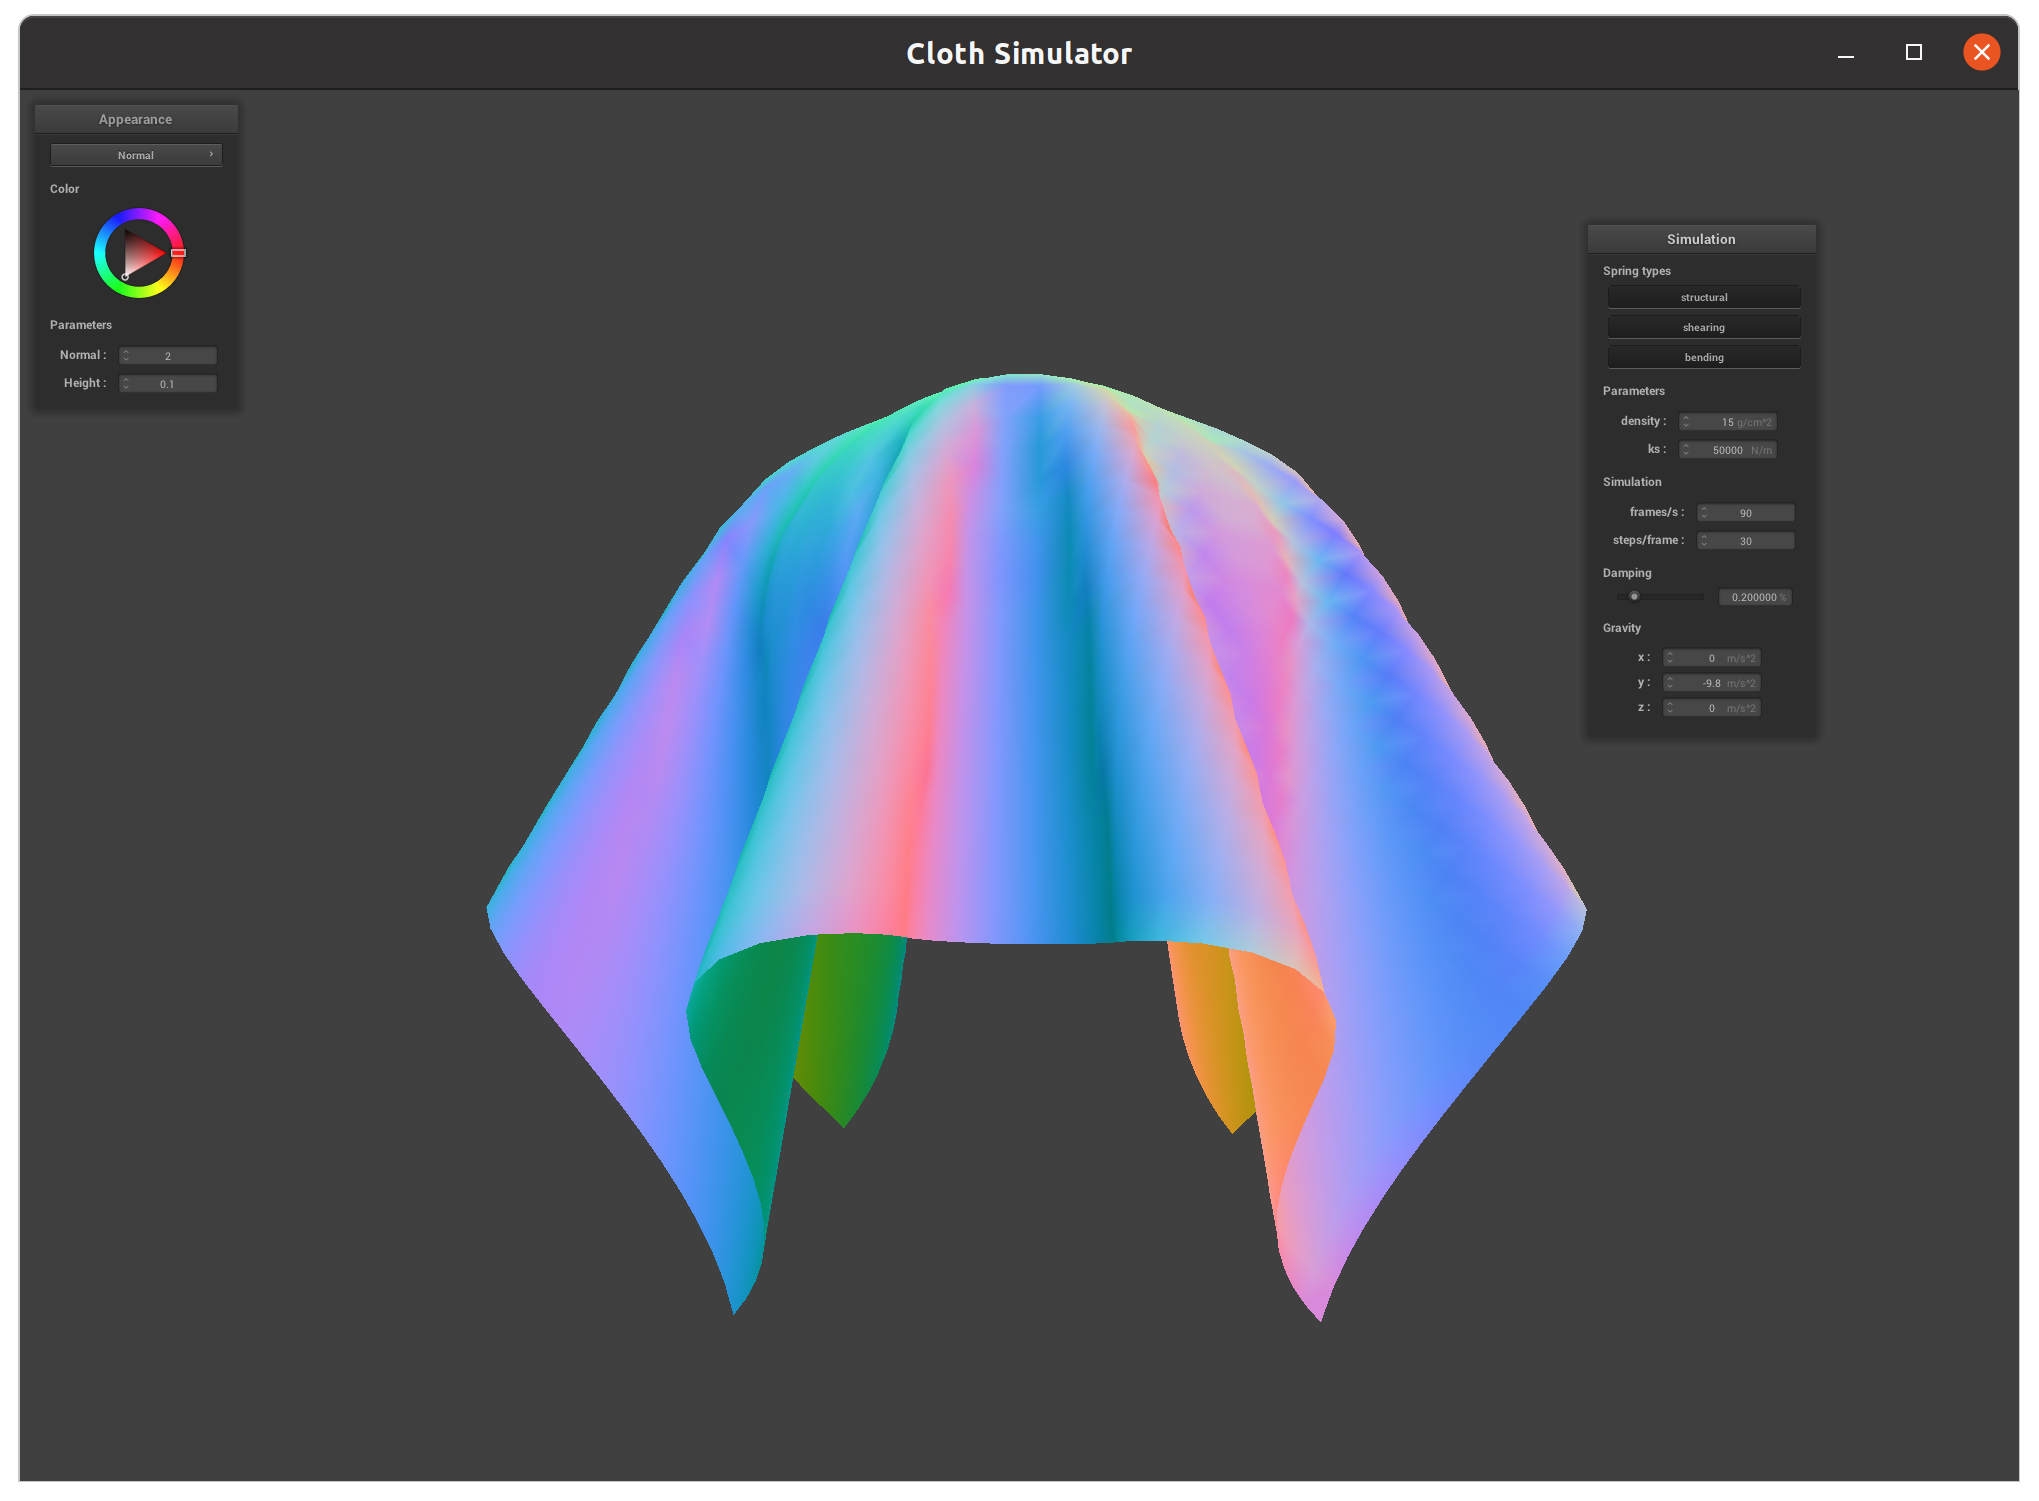 Cloth Simulator
Appearance
Normal
Color
Parameters
Normal : 2
Height : 0.1
Simulation
Spring types
structural
shearing
bending
Parameters
density : 15 g/cm^2
ks : 50000 N/m
Simulation
frames/s : 90
steps/frame : 30
Damping
0.200000 %
Gravity
x : 0 m/s^2
y : -9.8 m/s^2
z : 0 m/s^2